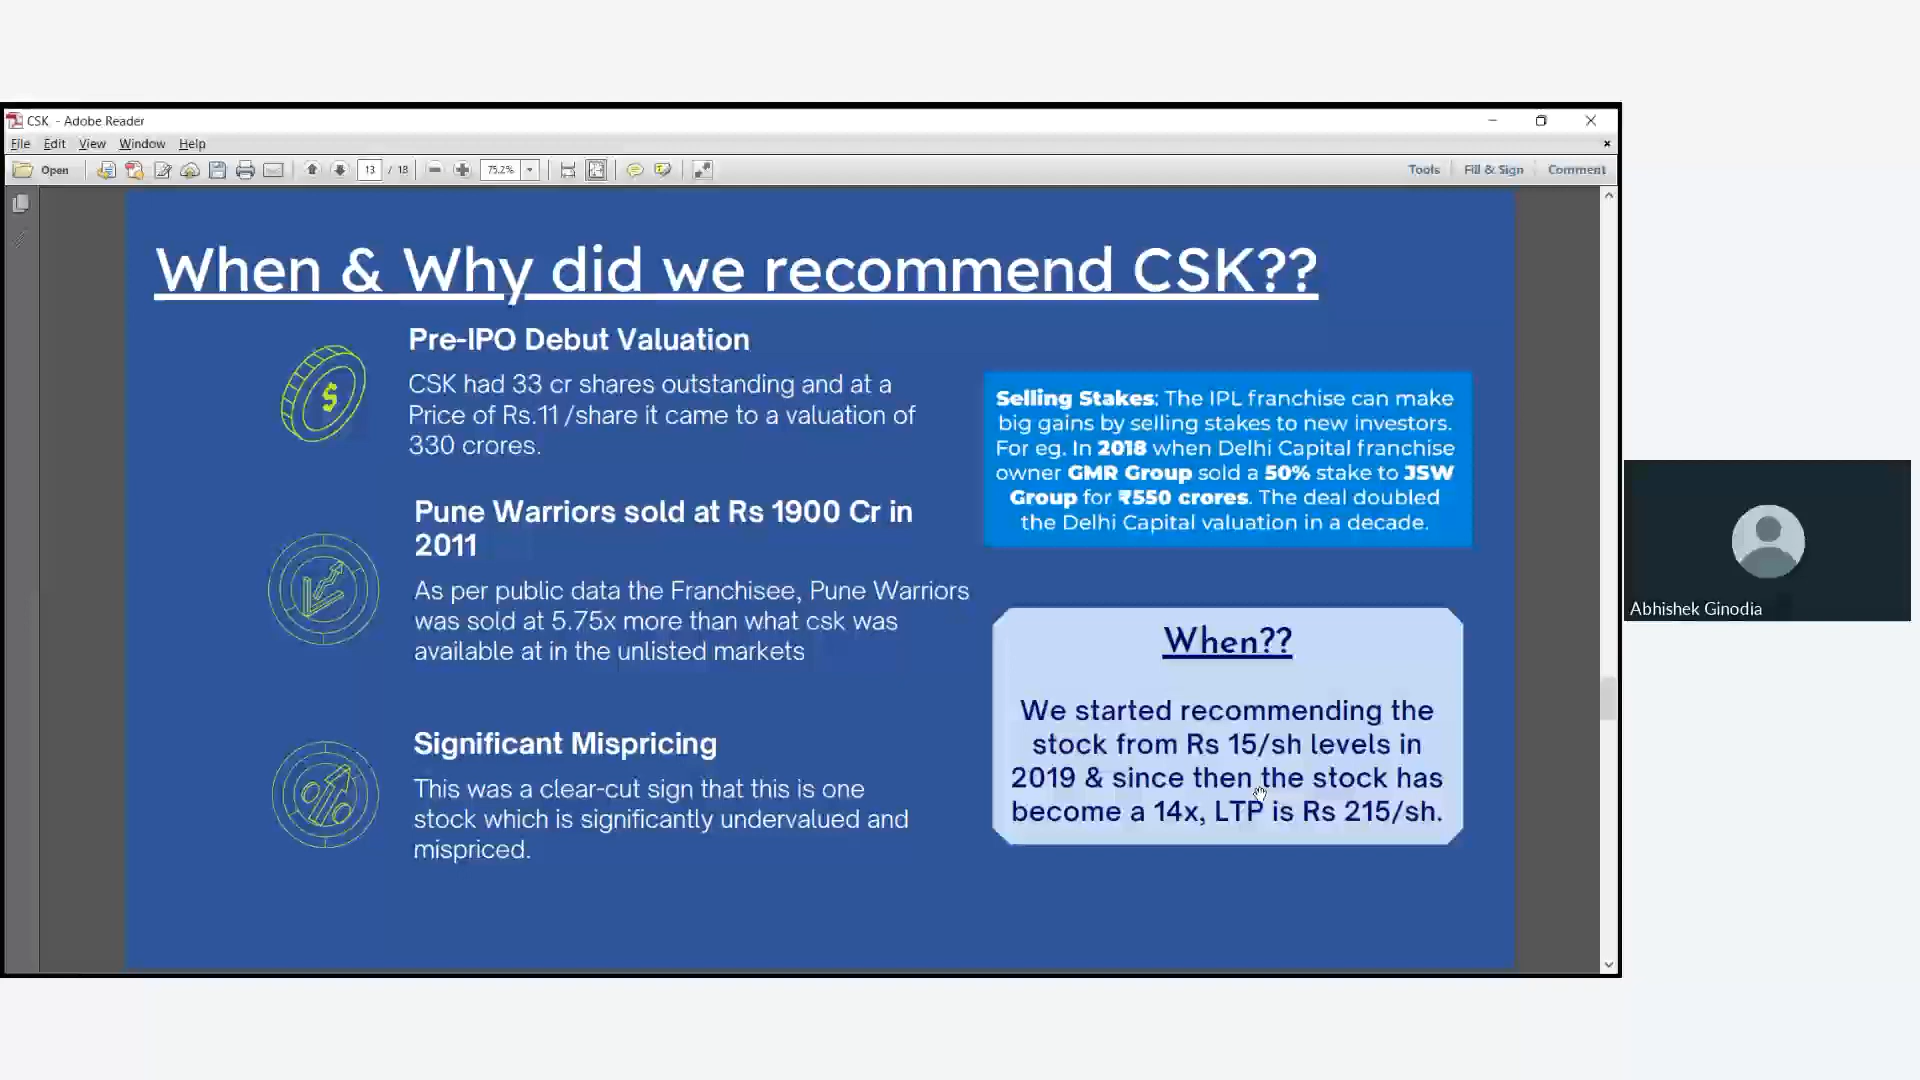 CSK - Adobe Reader
File Edit View Window Help
Open 13 / 18 75.2% Tools Fill & Sign Comment
When & Why did we recommend CSK??
Pre-IPO Debut Valuation
CSK had 33 cr shares outstanding and at a
Price of Rs.11 /share it came to a valuation of
330 crores.
Pune Warriors sold at Rs 1900 Cr in
2011
As per public data the Franchisee, Pune Warriors
was sold at 5.75x more than what csk was
available at in the unlisted markets
Significant Mispricing
This was a clear-cut sign that this is one
stock which is significantly undervalued and
mispriced.
Selling Stakes: The IPL franchise can make
big gains by selling stakes to new investors.
For eg. In 2018 when Delhi Capital franchise
owner GMR Group sold a 50% stake to JSW
Group for ₹550 crores. The deal doubled
the Delhi Capital valuation in a decade.
When??
We started recommending the
stock from Rs 15/sh levels in
2019 & since then the stock has
become a 14x, LTP is Rs 215/sh.
Abhishek Ginodia